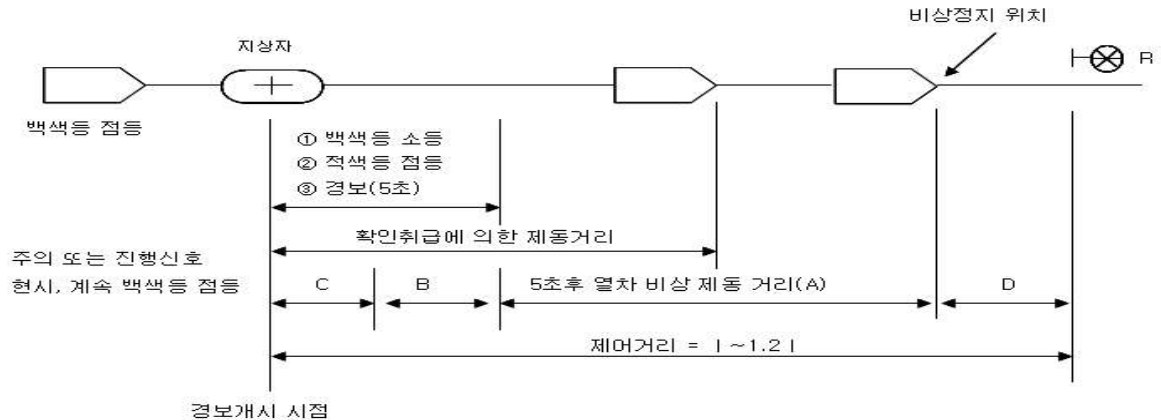 비상정지 위치
지상자
R
백색등 점등
① 백색등 소등
② 적색등 점등
③ 경보(5초)
확인취급에 의한 제동거리
주의 또는 진행신호
현시, 계속 백색등 점등
C
B
5초후 열차 비상 제동 거리(A)
D
제어거리 = l ~1.2 l
경보개시 시점